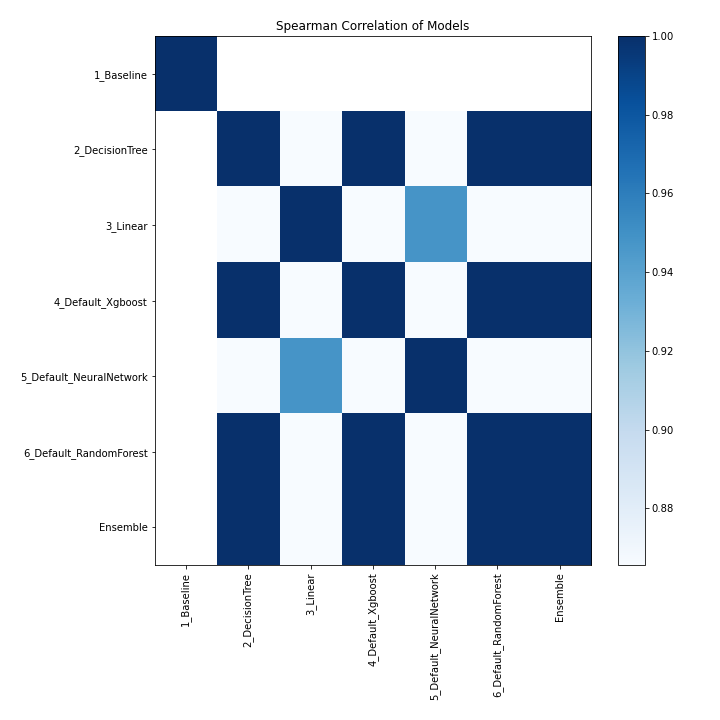 Spearman Correlation of Models
1_Baseline
2_DecisionTree
3_Linear
4_Default_Xgboost
5_Default_NeuralNetwork
6_Default_RandomForest
Ensemble
1_Baseline
2_DecisionTree
3_Linear
4_Default_Xgboost
5_Default_NeuralNetwork
6_Default_RandomForest
Ensemble
1.00
0.98
0.96
0.94
0.92
0.90
0.88